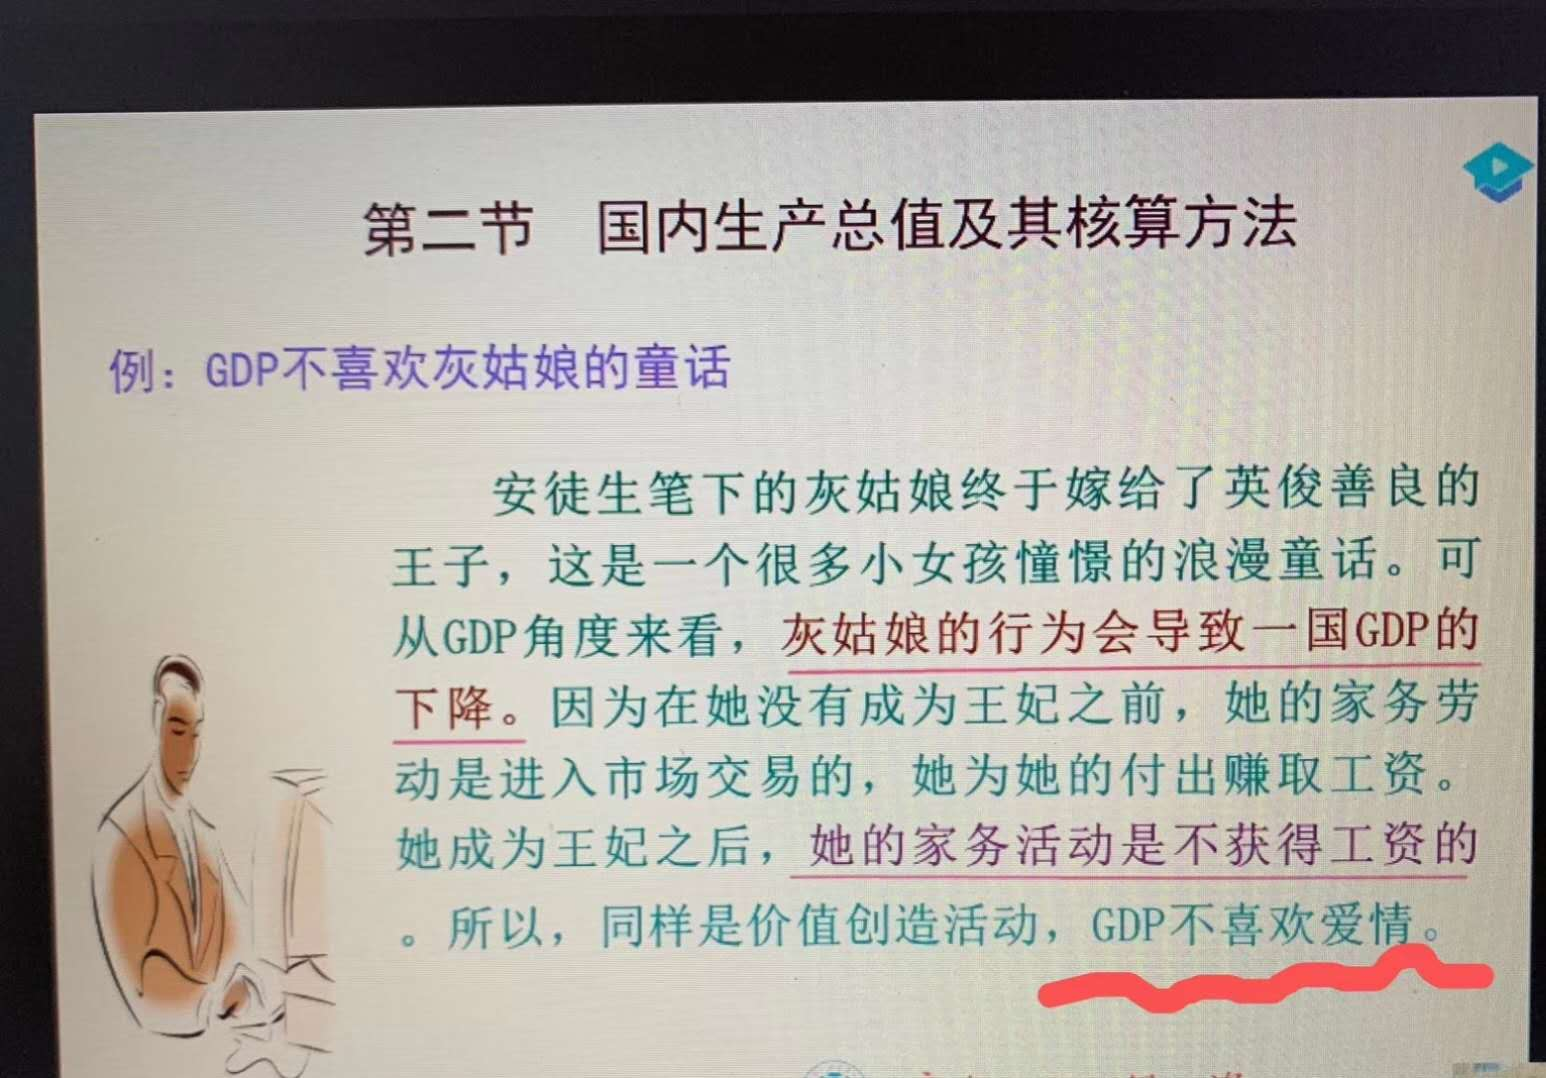 第二节 国内生产总值及其核算方法
例：GDP不喜欢灰姑娘的童话
安徒生笔下的灰姑娘终于嫁给了英俊善良的
王子，这是一个很多小女孩憧憬的浪漫童话。可
从GDP角度来看，灰姑娘的行为会导致一国GDP的
下降。因为在她没有成为王妃之前，她的家务劳
动是进入市场交易的，她为她的付出赚取工资。
她成为王妃之后，她的家务活动是不获得工资的
。所以，同样是价值创造活动，GDP不喜欢爱情。